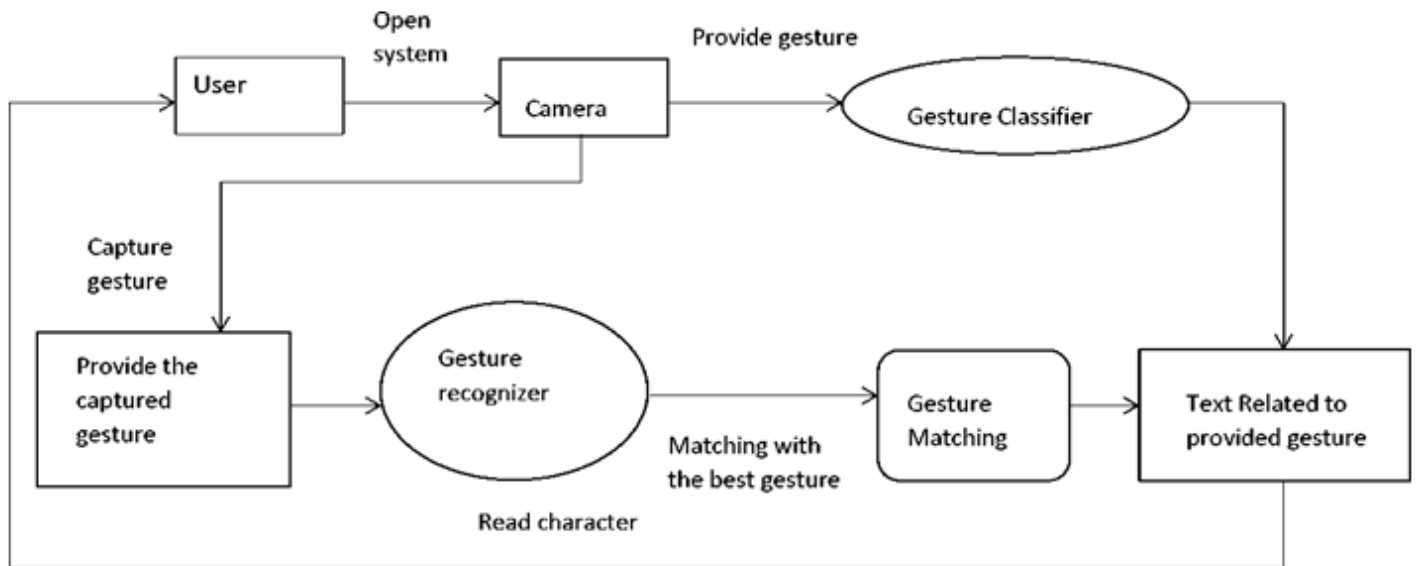 Open
system
Provide gesture
User
Camera
Gesture Classifier
Capture
gesture
Provide the
captured
gesture
Gesture
recognizer
Matching with
the best gesture
Gesture
Matching
Text Related to
provided gesture
Read character